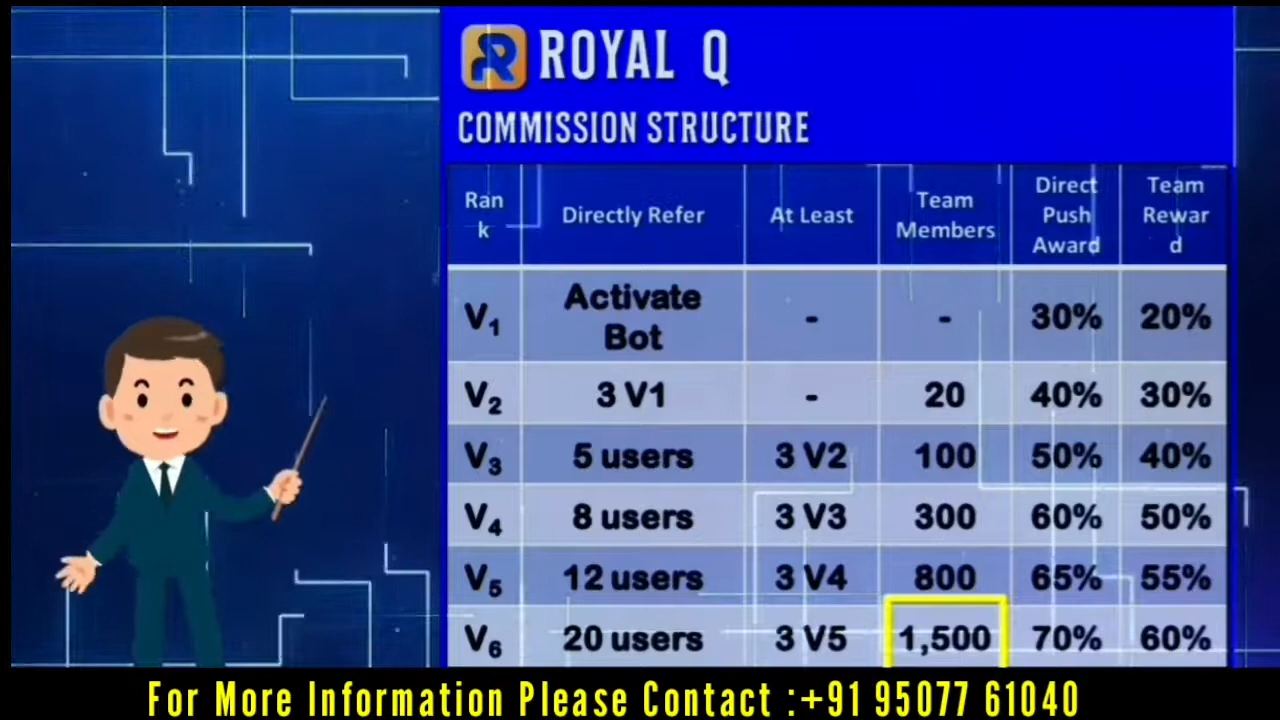 ROYAL Q
COMMISSION STRUCTURE
Ran
k
Directly Refer
At Least
Team
Members
Direct
Push
Award
Team
Rewar
d
V1
Activate
Bot
-
-
30%
20%
V2
3 V1
-
20
40%
30%
V3
5 users
3 V2
100
50%
40%
V4
8 users
3 V3
300
60%
50%
V5
12 users
3 V4
800
65%
55%
V6
20 users
3 V5
1,500
70%
60%
For More Information Please Contact :+91 95077 61040